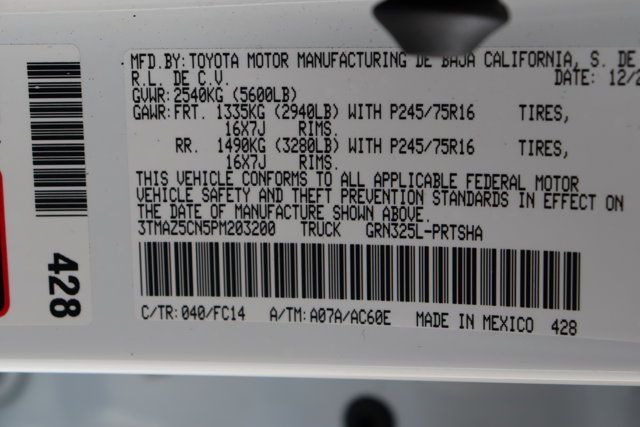 MFD.BY: TOYOTA MOTOR MANUFACTURING DE BAJA CALIFORNIA, S. DE
R.L. DE C.V. DATE: 12/2
GVWR: 2540KG (5600LB)
GAWR: FRT. 1335KG (2940LB) WITH P245/75R16 TIRES,
16X7J RIMS.
RR. 1490KG (3280LB) WITH P245/75R16 TIRES,
16X7J RIMS.
THIS VEHICLE CONFORMS TO ALL APPLICABLE FEDERAL MOTOR
VEHICLE SAFETY AND THEFT PREVENTION STANDARDS IN EFFECT ON
THE DATE OF MANUFACTURE SHOWN ABOVE.
3TMAZ5CN5PM203200 TRUCK GRN325L-PRTSHA
C/TR: 040/FC14 A/TM: A07A/AC60E MADE IN MEXICO 428
428